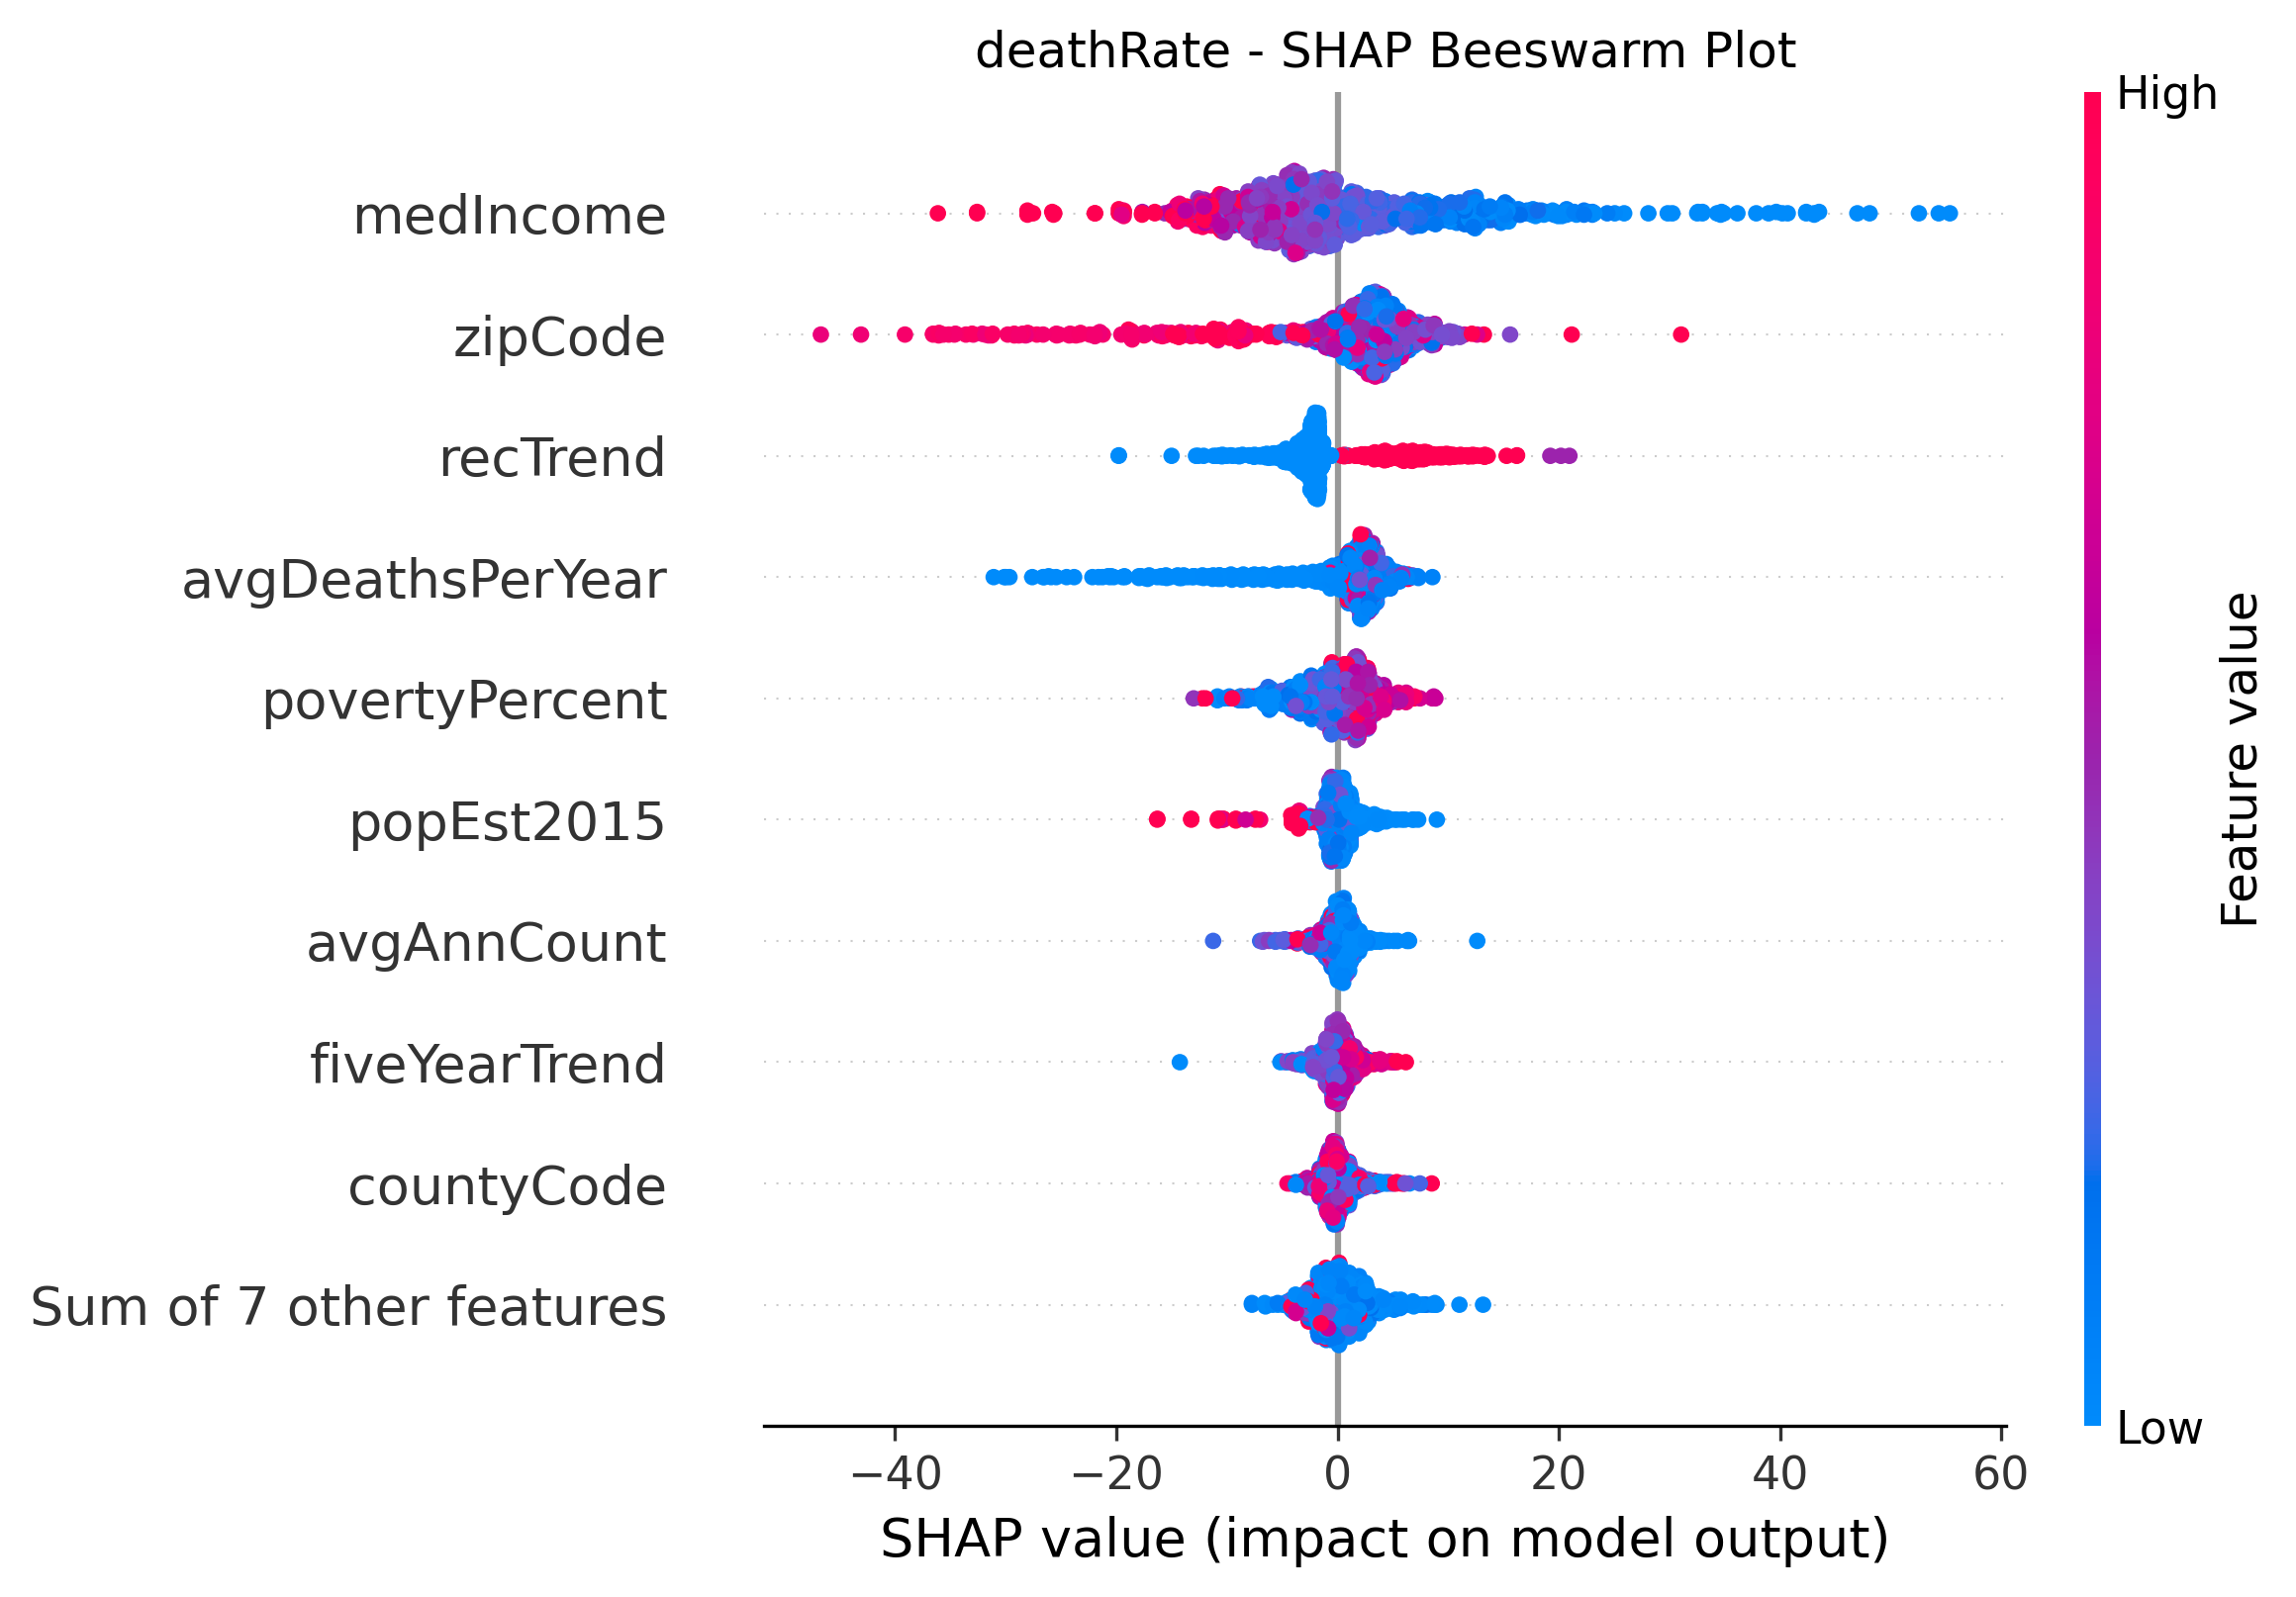 deathRate - SHAP Beeswarm Plot
High
medIncome
zipCode
recTrend
avgDeathsPerYear
povertyPercent
popEst2015
avgAnnCount
fiveYearTrend
countyCode
Sum of 7 other features
Feature value
Low
−40 −20 0 20 40 60
SHAP value (impact on model output)